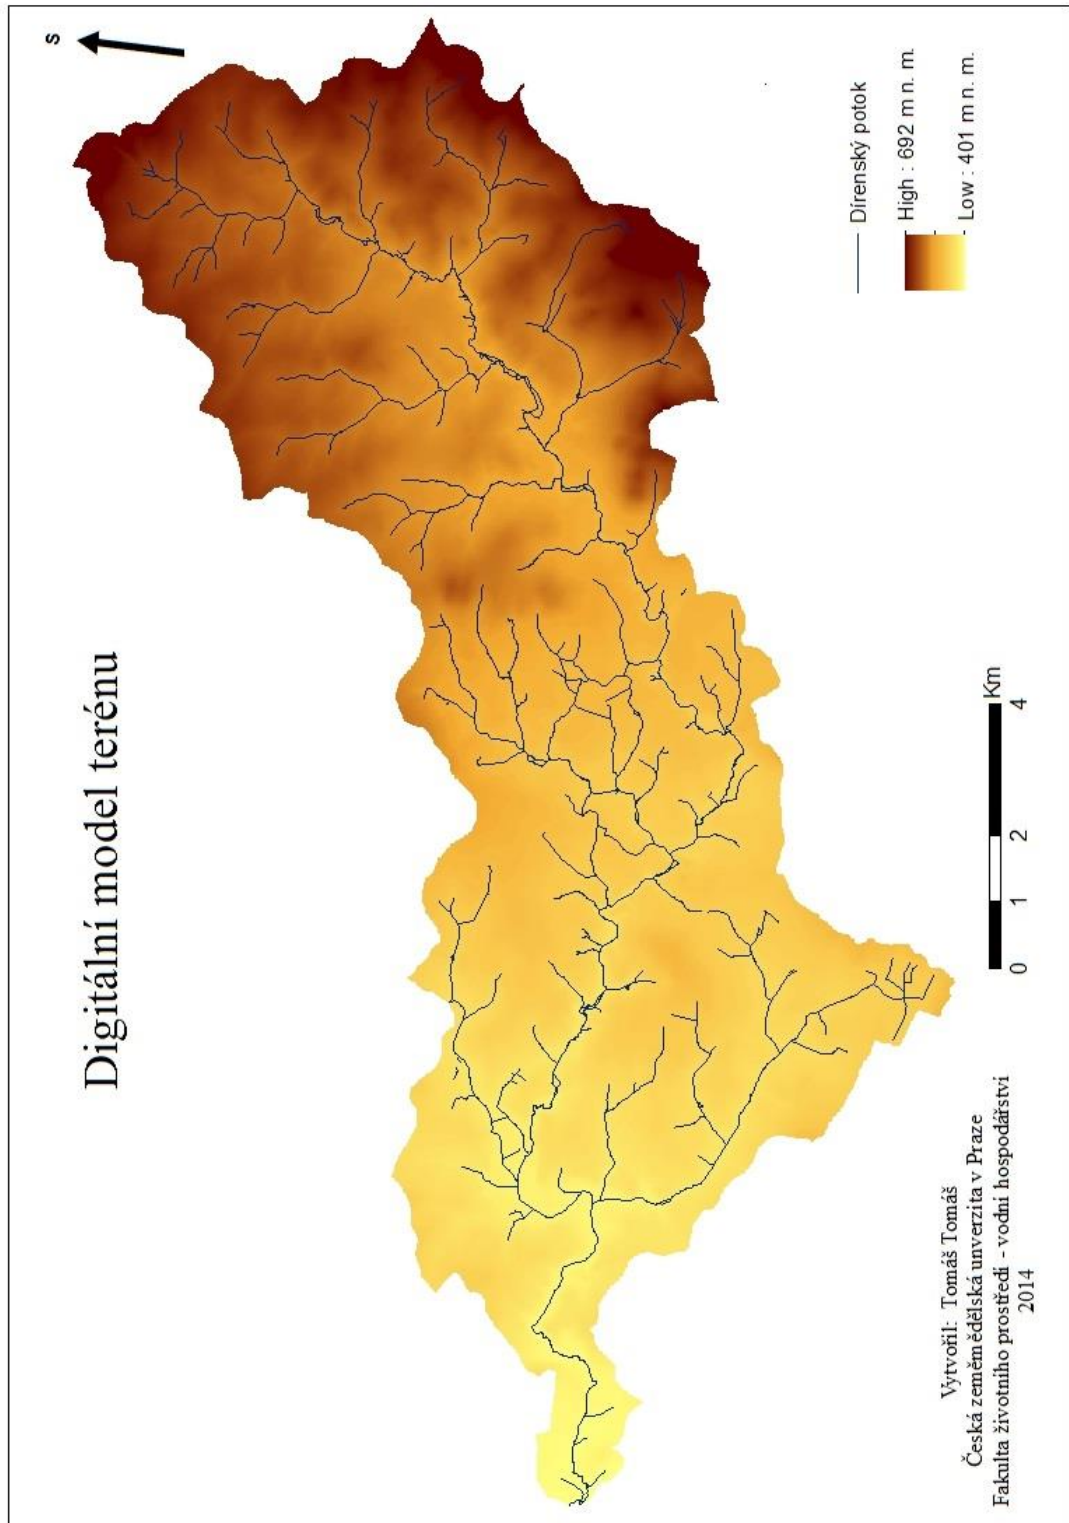 Digitální model terénu
S
Dírenský potok
High : 692 m n. m.
Low : 401 m n. m.
0 1 2 4 Km
Vytvořil: Tomáš Tomáš
Česká zemëmědělská unverzita v Praze
Fakulta životního prostředí - vodní hospodářství
2014